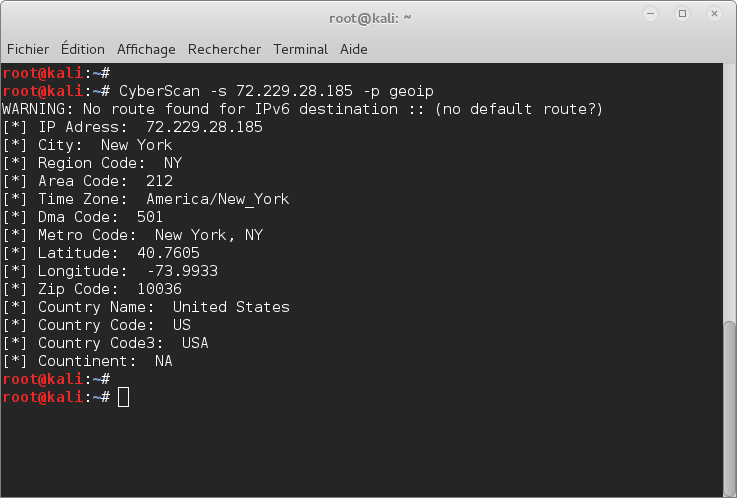 root@kali: ~
Fichier Édition Affichage Rechercher Terminal Aide
root@kali:~#
root@kali:~# CyberScan -s 72.229.28.185 -p geoip
WARNING: No route found for IPv6 destination :: (no default route?)
[*] IP Adress:  72.229.28.185
[*] City:  New York
[*] Region Code:  NY
[*] Area Code:  212
[*] Time Zone:  America/New_York
[*] Dma Code:  501
[*] Metro Code:  New York, NY
[*] Latitude:  40.7605
[*] Longitude:  -73.9933
[*] Zip Code:  10036
[*] Country Name:  United States
[*] Country Code:  US
[*] Country Code3:  USA
[*] Countinent:  NA
root@kali:~#
root@kali:~#